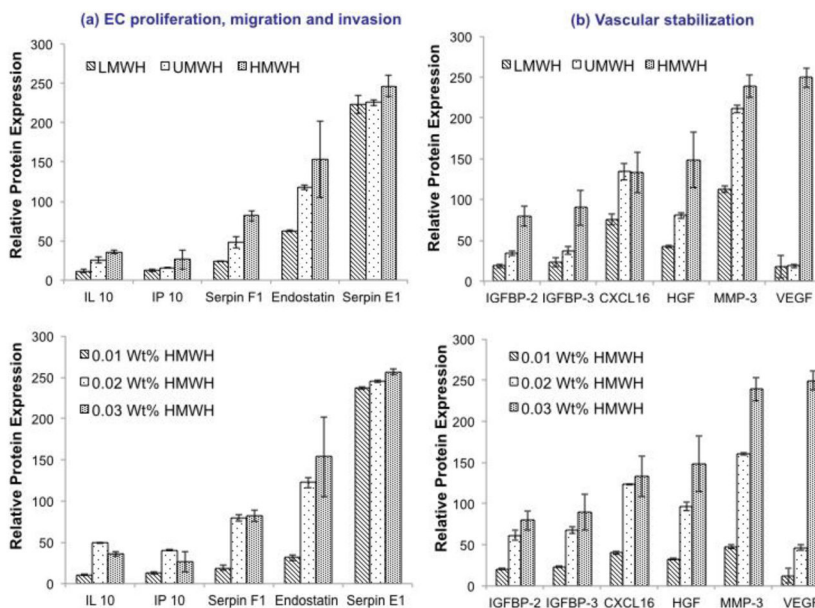 (a) EC proliferation, migration and invasion
Relative Protein Expression
300
250
200
150
100
50
0
LMWH UMWH HMWH
IL 10 IP 10 Serpin F1 Endostatin Serpin E1
(b) Vascular stabilization
Relative Protein Expression
300
250
200
150
100
50
0
LMWH UMWH HMWH
IGFBP-2 IGFBP-3 CXCL16 HGF MMP-3 VEGF
Relative Protein Expression
300
250
200
150
100
50
0
0.01 Wt% HMWH
0.02 Wt% HMWH
0.03 Wt% HMWH
IL 10 IP 10 Serpin F1 Endostatin Serpin E1
Relative Protein Expression
300
250
200
150
100
50
0
0.01 Wt% HMWH
0.02 Wt% HMWH
0.03 Wt% HMWH
IGFBP-2 IGFBP-3 CXCL16 HGF MMP-3 VEGF